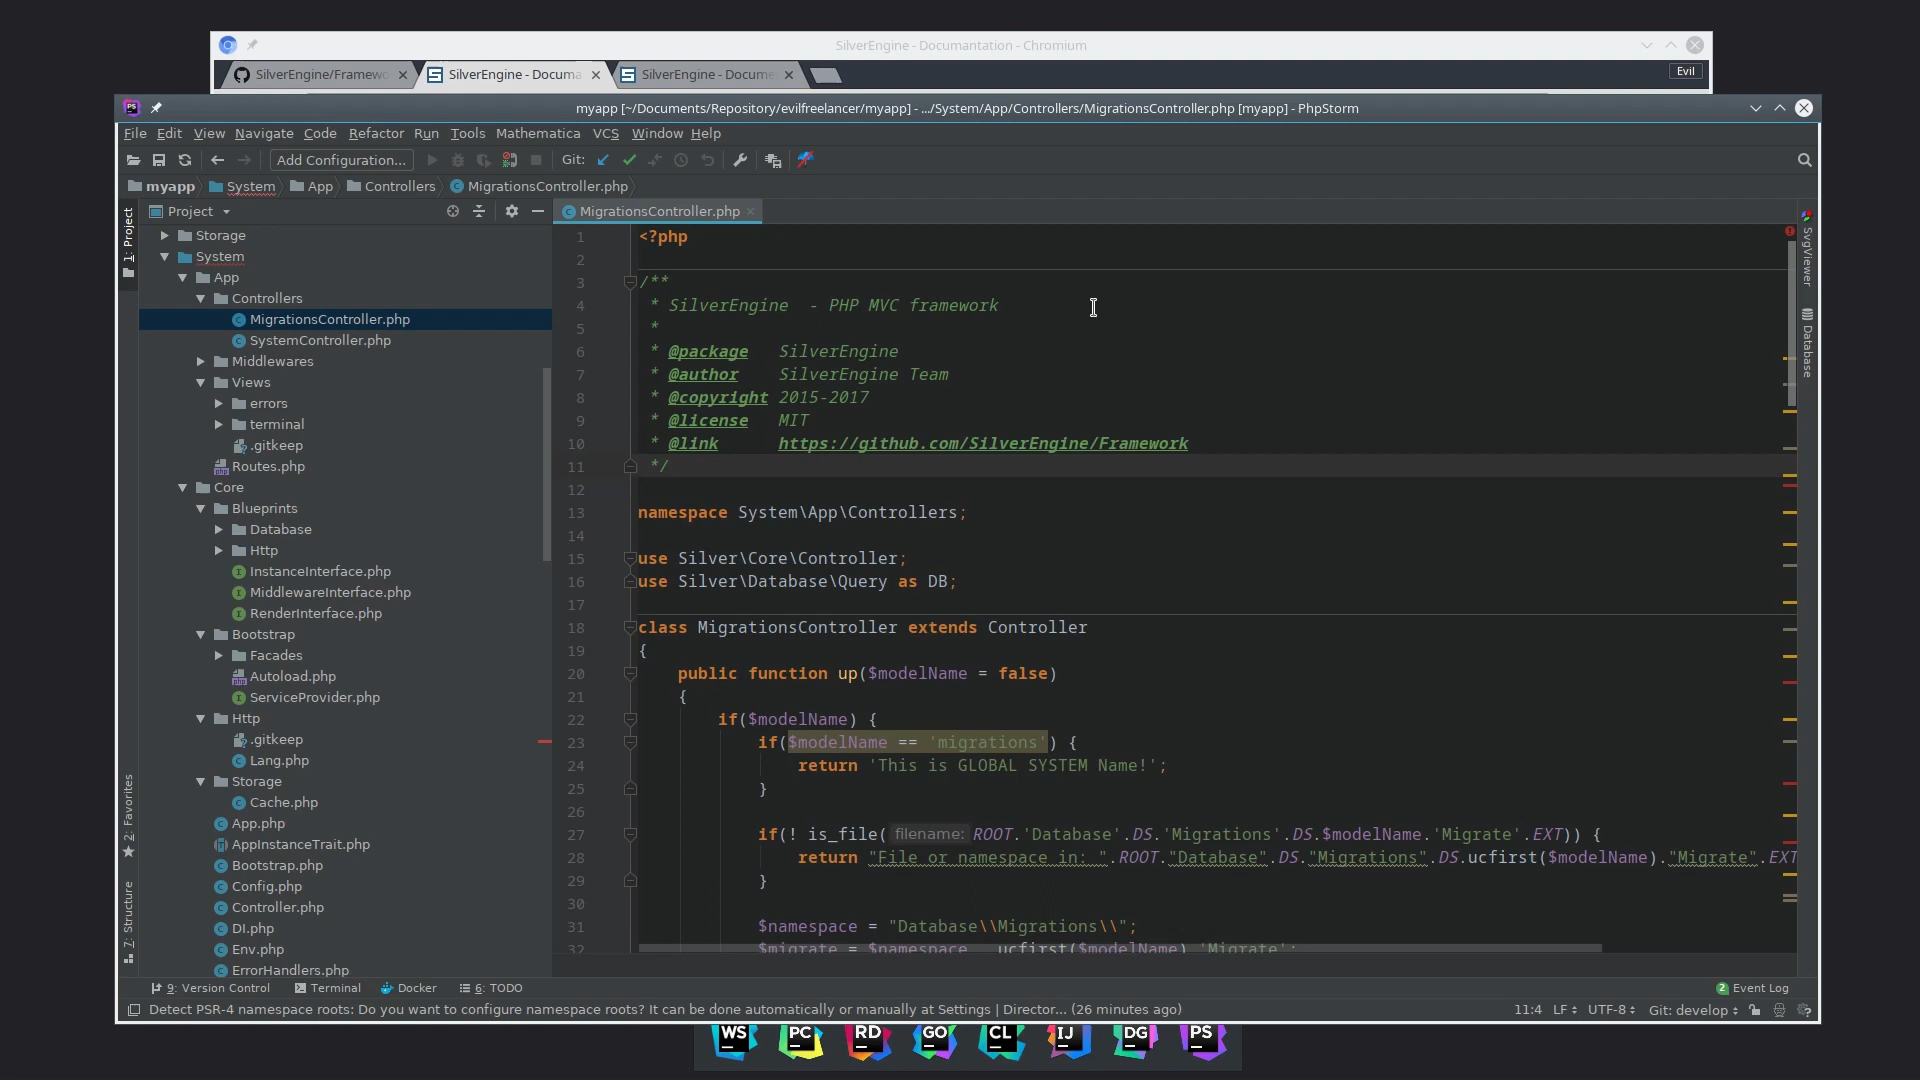 SilverEngine - Documantation - Chromium
SilverEngine/Framewo
SilverEngine - Docume
SilverEngine - Docume
Evil
PS
myapp [~/Documents/Repository/evilfreelancer/myapp] - .../System/App/Controllers/MigrationsController.php [myapp] - PhpStorm
File Edit View Navigate Code Refactor Run Tools Mathematica VCS Window Help
Add Configuration...
Git:
myapp System App Controllers MigrationsController.php
1: Project
2: Favorites
7: Structure
Project
Storage
System
App
Controllers
MigrationsController.php
SystemController.php
Middlewares
Views
errors
terminal
.gitkeep
Routes.php
Core
Blueprints
Database
Http
InstanceInterface.php
MiddlewareInterface.php
RenderInterface.php
Bootstrap
Facades
Autoload.php
ServiceProvider.php
Http
.gitkeep
Lang.php
Storage
Cache.php
App.php
AppInstanceTrait.php
Bootstrap.php
Config.php
Controller.php
DI.php
Env.php
ErrorHandlers.php
MigrationsController.php
1 <?php
2
3 /**
4 * SilverEngine  - PHP MVC framework
5 *
6 * @package   SilverEngine
7 * @author    SilverEngine Team
8 * @copyright 2015-2017
9 * @license   MIT
10 * @link      https://github.com/SilverEngine/Framework
11 */
12
13 namespace System\App\Controllers;
14
15 use Silver\Core\Controller;
16 use Silver\Database\Query as DB;
17
18 class MigrationsController extends Controller
19 {
20 public function up($modelName = false)
21 {
22 if($modelName) {
23 if($modelName == 'migrations') {
24 return 'This is GLOBAL SYSTEM Name!';
25 }
26
27 if(! is_file( filename: ROOT.'Database'.DS.'Migrations'.DS.$modelName.'Migrate'.EXT)) {
28 return "File or namespace in: ".ROOT."Database".DS."Migrations".DS.ucfirst($modelName)."Migrate".EXT
29 }
30
31 $namespace = "Database\\Migrations\\";
32 $migrate = $namespace . ucfirst($modelName).'Migrate';
SvgViewer
Database
9: Version Control Terminal Docker 6: TODO
2 Event Log
Detect PSR-4 namespace roots: Do you want to configure namespace roots? It can be done automatically or manually at Settings | Director... (26 minutes ago)
11:4 LF UTF-8 Git: develop
WS PC RD GO CL IJ DG PS